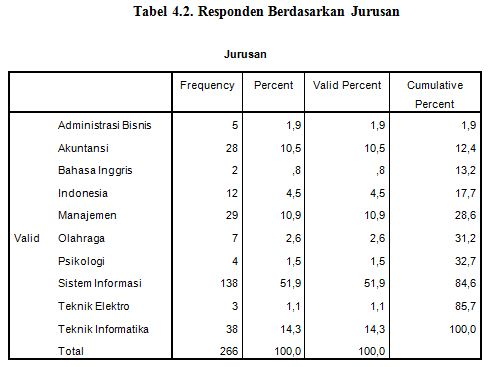 Tabel 4.2. Responden Berdasarkan Jurusan
Jurusan
Frequency Percent Valid Percent Cumulative Percent
Valid Administrasi Bisnis 5 1,9 1,9 1,9
Akuntansi 28 10,5 10,5 12,4
Bahasa Inggris 2 ,8 ,8 13,2
Indonesia 12 4,5 4,5 17,7
Manajemen 29 10,9 10,9 28,6
Olahraga 7 2,6 2,6 31,2
Psikologi 4 1,5 1,5 32,7
Sistem Informasi 138 51,9 51,9 84,6
Teknik Elektro 3 1,1 1,1 85,7
Teknik Informatika 38 14,3 14,3 100,0
Total 266 100,0 100,0